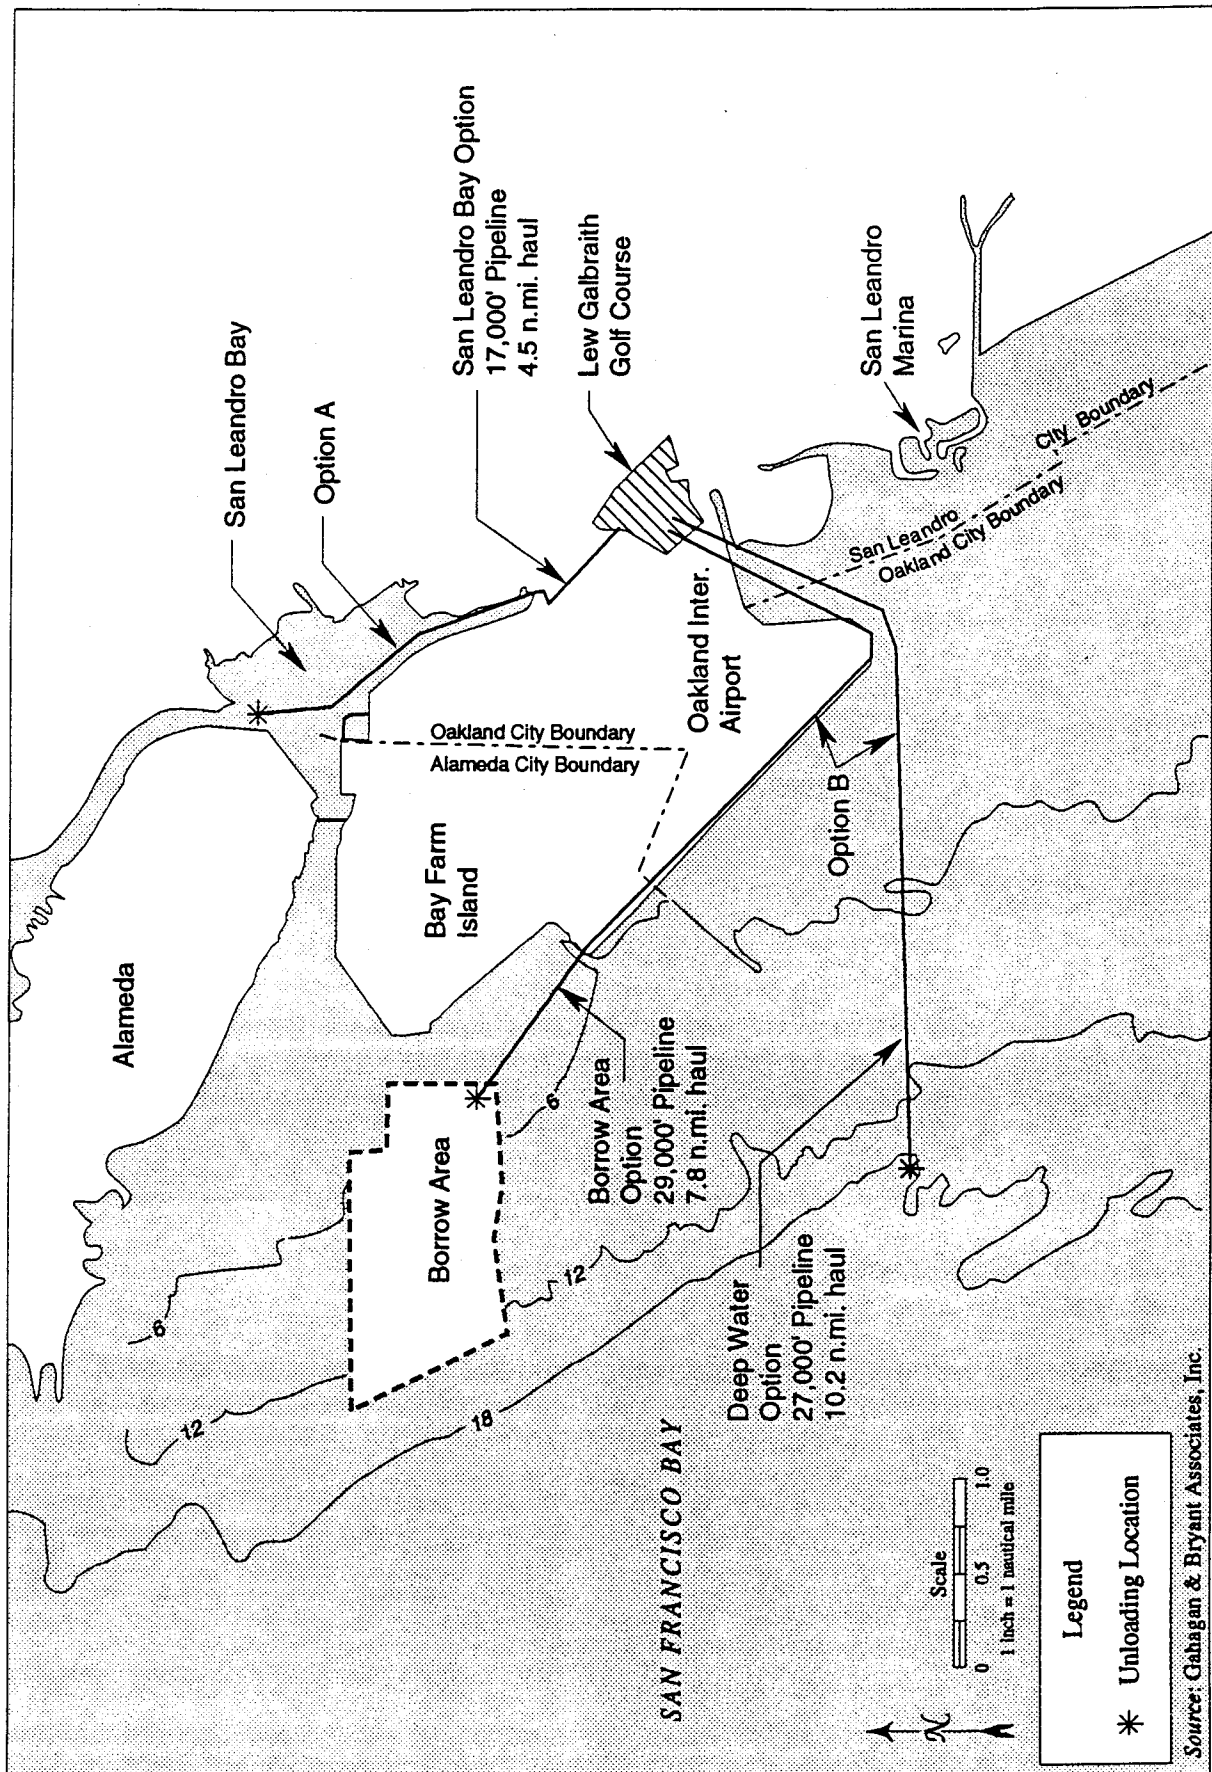 Alameda
San Leandro Bay
Option A
San Leandro Bay Option
17,000' Pipeline
4.5 n.mi. haul
Lew Galbraith
Golf Course
Oakland City Boundary
Alameda City Boundary
Bay Farm
Island
Borrow Area
Oakland Inter.
Airport
San Leandro
Oakland City Boundary
City Boundary
San Leandro
Marina
Option B
Borrow Area
Option
29,000' Pipeline
7.8 n.mi. haul
Deep Water
Option
27,000' Pipeline
10.2 n.mi. haul
6
6
12
12
18
SAN FRANCISCO BAY
N
Scale
0 0.5 1.0
1 inch = 1 nautical mile
Legend
Unloading Location
Source: Gahagan & Bryant Associates, Inc.